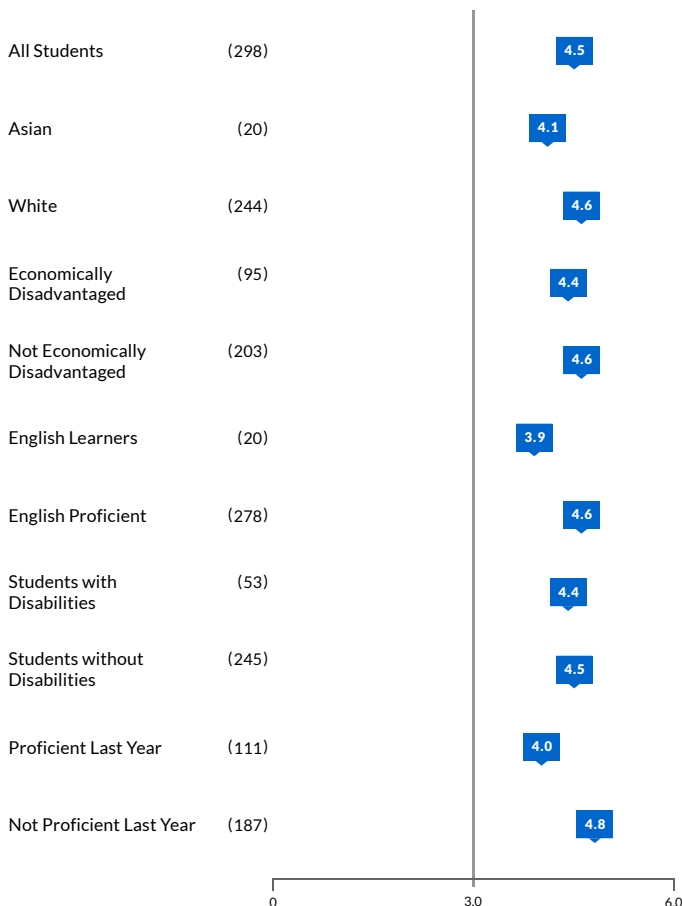 All Students (298) 4.5
Asian (20) 4.1
White (244) 4.6
Economically (95)
Disadvantaged 4.4
Not Economically (203)
Disadvantaged 4.6
English Learners (20) 3.9
English Proficient (278) 4.6
Students with (53)
Disabilities 4.4
Students without (245)
Disabilities 4.5
Proficient Last Year (111) 4.0
Not Proficient Last Year (187) 4.8
0 3.0 6.0